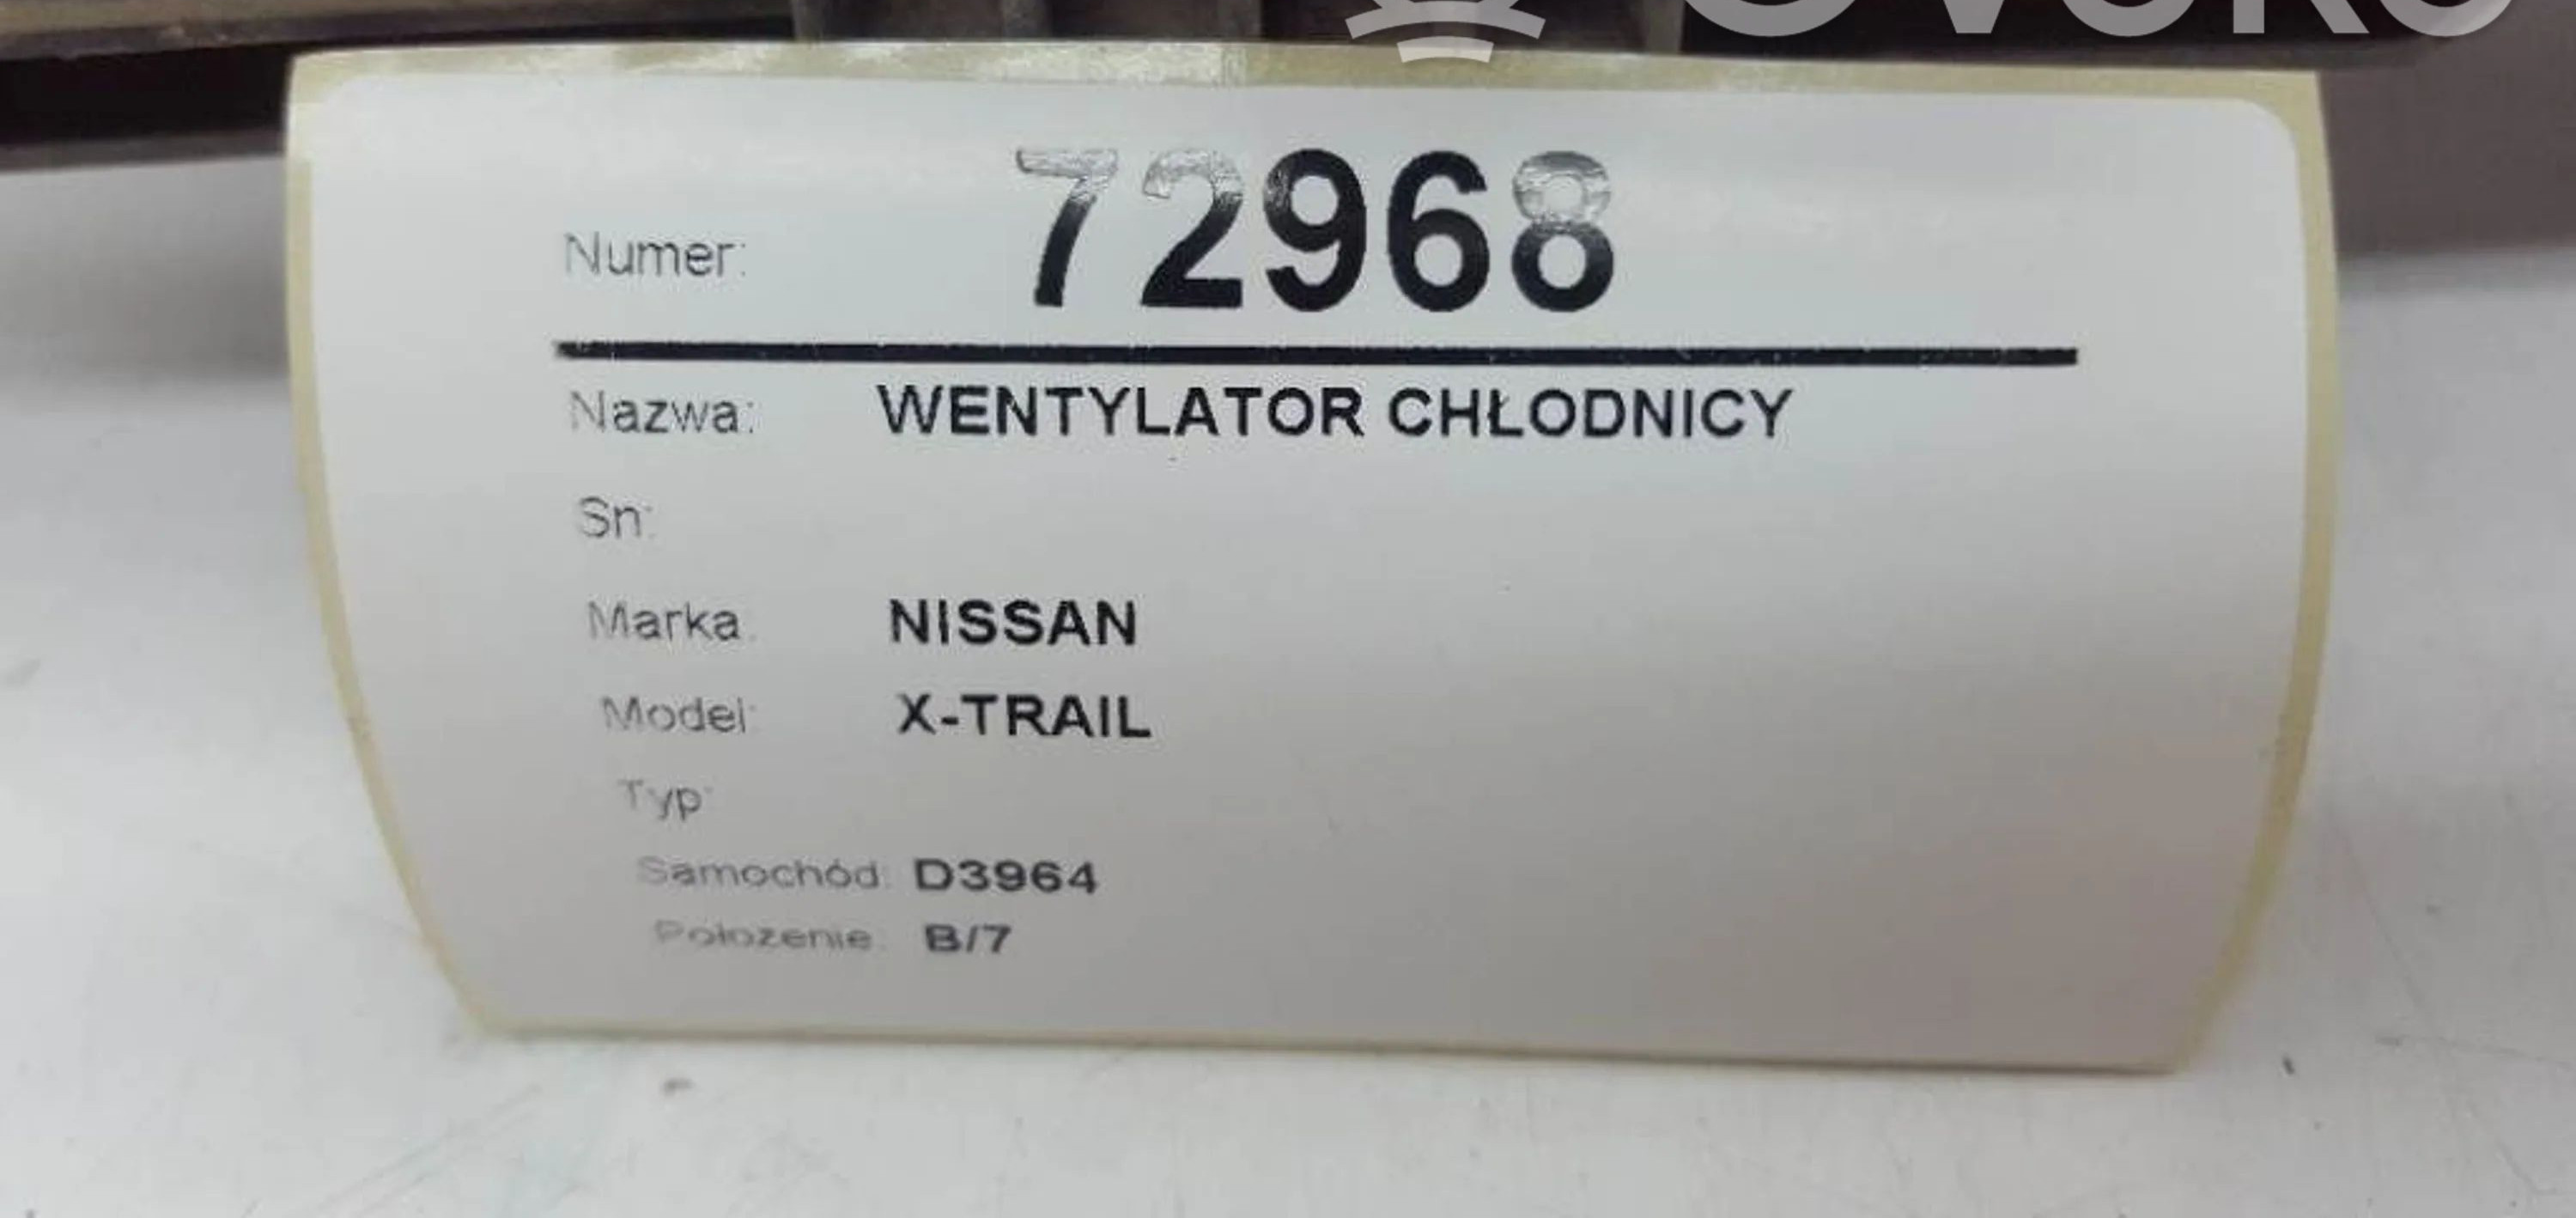 Numer: 72968
Nazwa: WENTYLATOR CHŁODNICY
Sn:
Marka: NISSAN
Model: X-TRAIL
Typ:
Samochód: D3964
Położenie: B/7